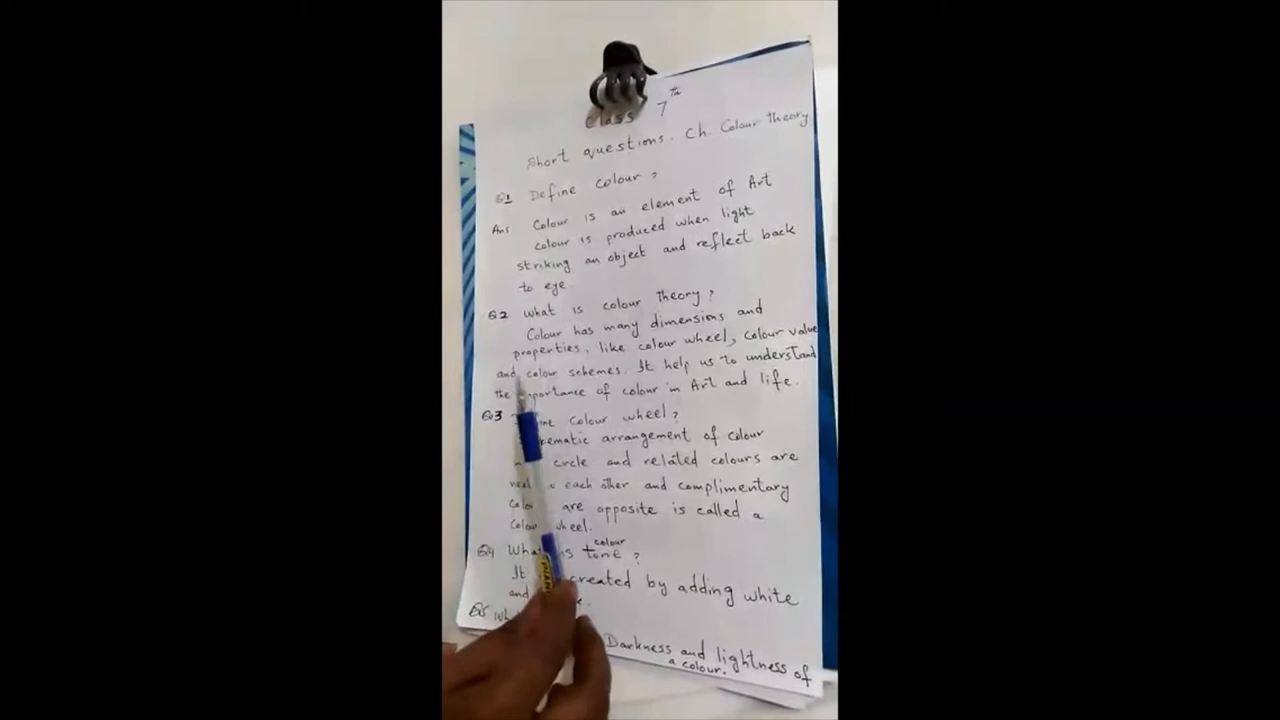 Class 7th
Short questions. Ch. Colour Theory
Q1 Define colour?
Ans Colour is an element of Art
colour is produced when light
striking an object and reflect back
to eye.
Q2 What is colour Theory?
Colour has many dimensions and
properties. like colour wheel, colour value
and colour schemes. It help us to understand
the importance of colour in Art and life.
Q3 Colour wheel?
arrangement of colour
circle and related colours are
each other and complimentary
are opposite is called a
wheel.
Q4 What is colour tone?
It created by adding white
and
Q5
Darkness and lightness of
a colour.